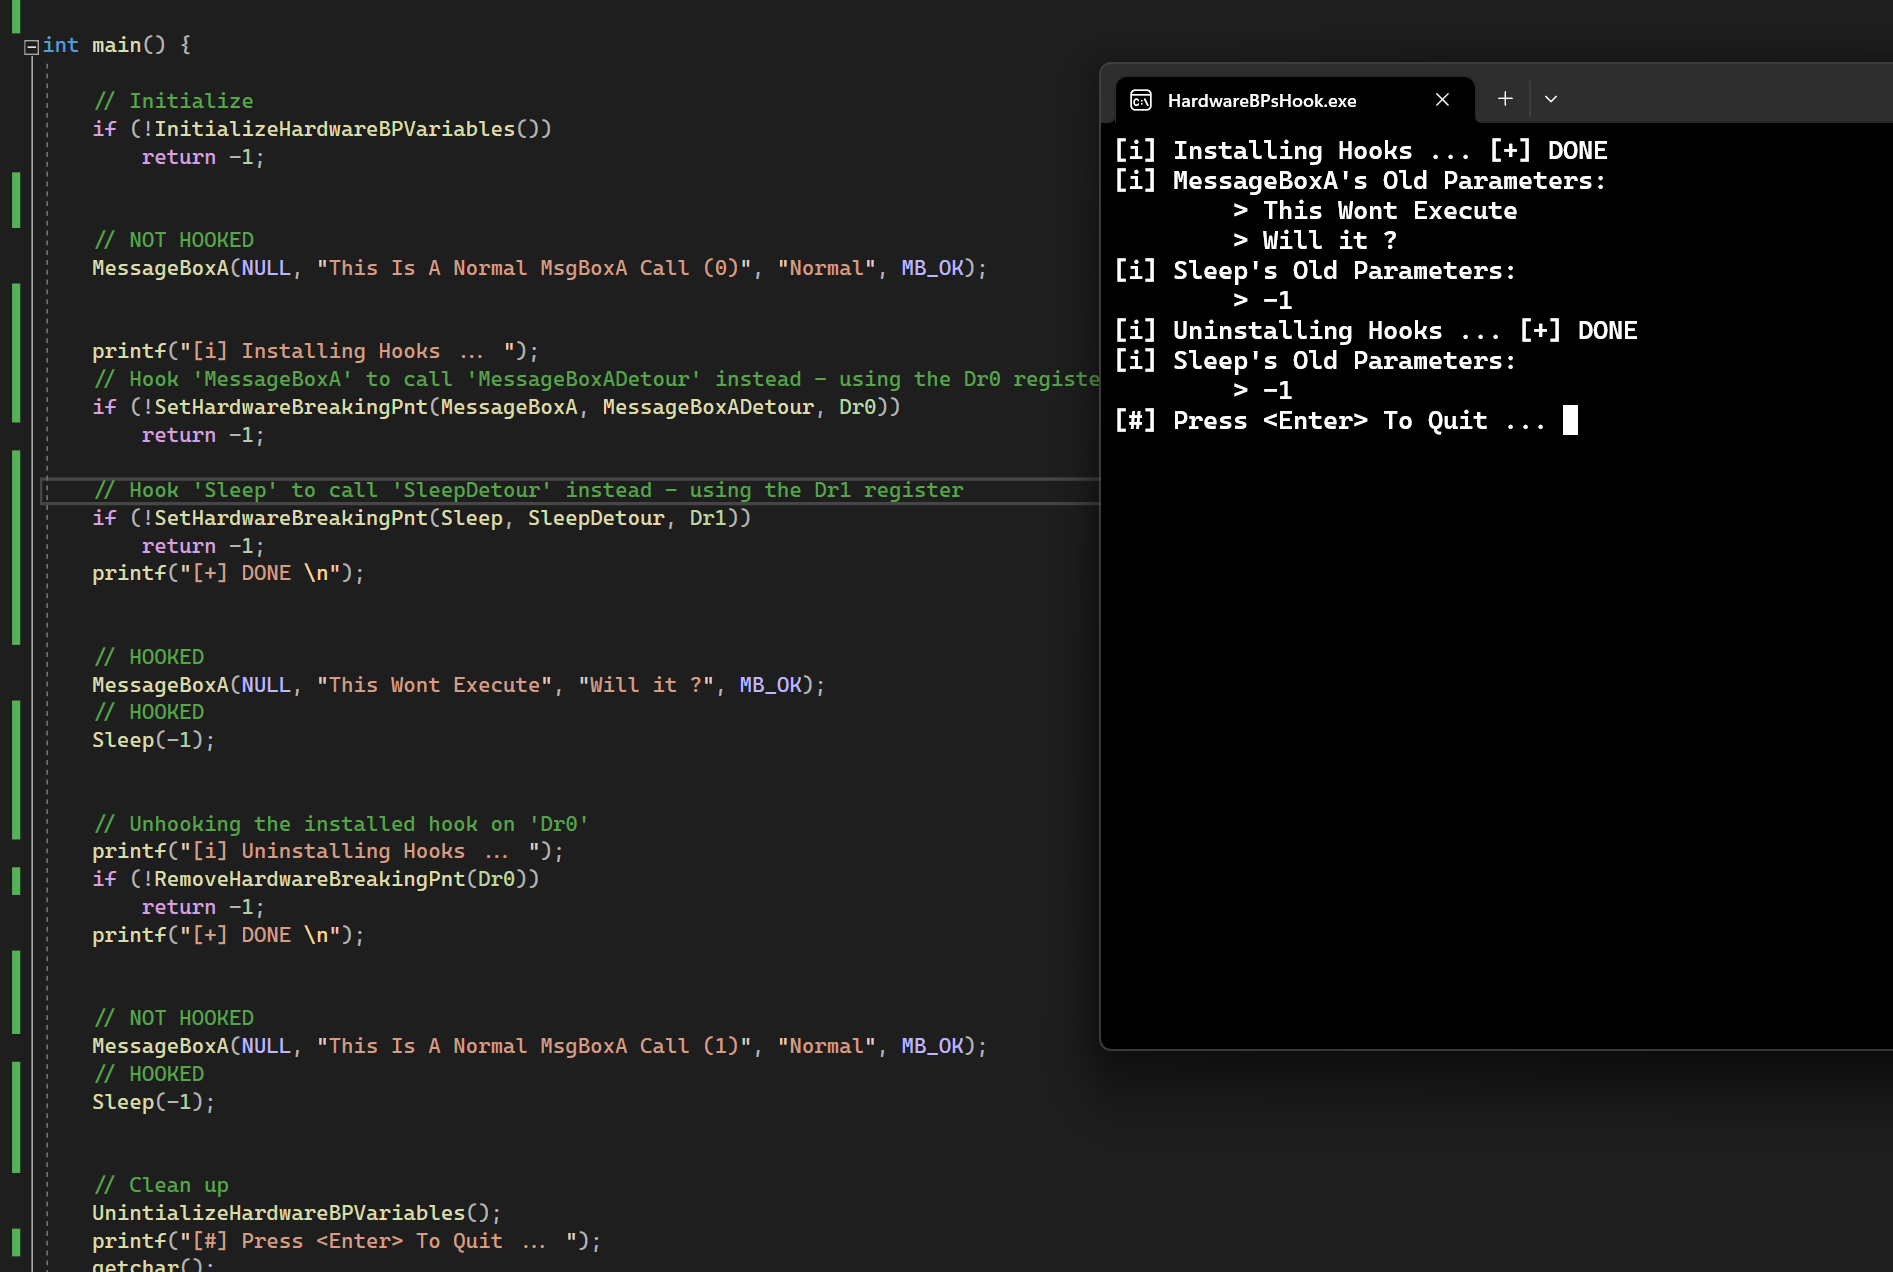 int main() {
// Initialize
if (!InitializeHardwareBPVariables())
return -1;
// NOT HOOKED
MessageBoxA(NULL, "This Is A Normal MsgBoxA Call (0)", "Normal", MB_OK);
printf("[i] Installing Hooks ... ");
// Hook 'MessageBoxA' to call 'MessageBoxADetour' instead - using the Dr0 registe
if (!SetHardwareBreakingPnt(MessageBoxA, MessageBoxADetour, Dr0))
return -1;
// Hook 'Sleep' to call 'SleepDetour' instead - using the Dr1 register
if (!SetHardwareBreakingPnt(Sleep, SleepDetour, Dr1))
return -1;
printf("[+] DONE \n");
// HOOKED
MessageBoxA(NULL, "This Wont Execute", "Will it ?", MB_OK);
// HOOKED
Sleep(-1);
// Unhooking the installed hook on 'Dr0'
printf("[i] Uninstalling Hooks ... ");
if (!RemoveHardwareBreakingPnt(Dr0))
return -1;
printf("[+] DONE \n");
// NOT HOOKED
MessageBoxA(NULL, "This Is A Normal MsgBoxA Call (1)", "Normal", MB_OK);
// HOOKED
Sleep(-1);
// Clean up
UnintializeHardwareBPVariables();
printf("[#] Press <Enter> To Quit ... ");
getchar();
HardwareBPsHook.exe
[i] Installing Hooks ... [+] DONE
[i] MessageBoxA's Old Parameters:
> This Wont Execute
> Will it ?
[i] Sleep's Old Parameters:
> -1
[i] Uninstalling Hooks ... [+] DONE
[i] Sleep's Old Parameters:
> -1
[#] Press <Enter> To Quit ...